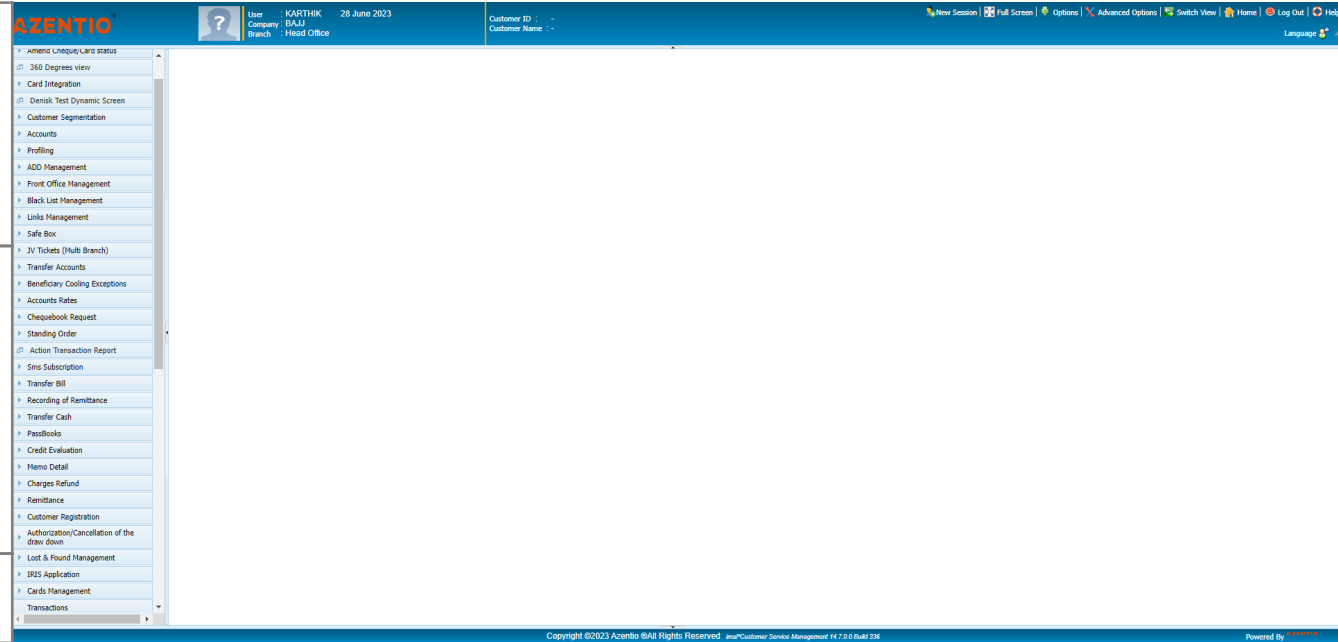 AZENTIO
User : KARTHIK 28 June 2023
Company : BAJJ
Branch : Head Office
Customer ID : -
Customer Name : -
New Session | Full Screen | Options | Advanced Options | Switch View | Home | Log Out | Help
Language
Amend Cheque/Card status
360 Degrees view
Card Integration
Denisk Test Dynamic Screen
Customer Segmentation
Accounts
Profiling
ADD Management
Front Office Management
Black List Management
Links Management
Safe Box
JV Tickets (Multi Branch)
Transfer Accounts
Beneficiary Cooling Exceptions
Accounts Rates
Chequebook Request
Standing Order
Action Transaction Report
Sms Subscription
Transfer Bill
Recording of Remittance
Transfer Cash
PassBooks
Credit Evaluation
Memo Detail
Charges Refund
Remittance
Customer Registration
Authorization/Cancellation of the
draw down
Lost & Found Management
IRIS Application
Cards Management
Transactions
Copyright ©2023 Azentio ®All Rights Reserved imal®Customer Service Management 14.7.0.0 Build 336
Powered By AZENTIO